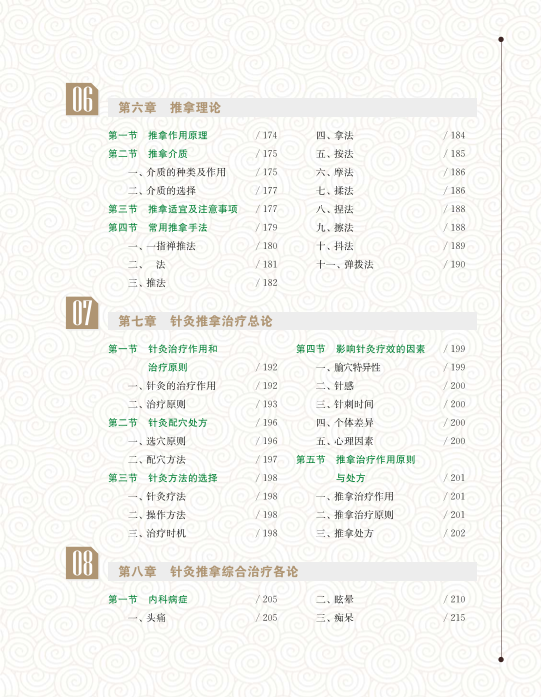 06
第六章 推拿理论
第一节 推拿作用原理 / 174
第二节 推拿介质 / 175
一、介质的种类及作用 / 175
二、介质的选择 / 177
第三节 推拿适宜及注意事项 / 177
第四节 常用推拿手法 / 179
一、一指禅推法 / 180
二、 法 / 181
三、推法 / 182
四、拿法 / 184
五、按法 / 185
六、摩法 / 186
七、揉法 / 186
八、捏法 / 188
九、擦法 / 188
十、抖法 / 189
十一、弹拨法 / 190
07
第七章 针灸推拿治疗总论
第一节 针灸治疗作用和
治疗原则 / 192
一、针灸的治疗作用 / 192
二、治疗原则 / 193
第二节 针灸配穴处方 / 196
一、选穴原则 / 196
二、配穴方法 / 197
第三节 针灸方法的选择 / 198
一、针灸疗法 / 198
二、操作方法 / 198
三、治疗时机 / 198
第四节 影响针灸疗效的因素 / 199
一、腧穴特异性 / 199
二、针感 / 200
三、针刺时间 / 200
四、个体差异 / 200
五、心理因素 / 200
第五节 推拿治疗作用原则
与处方 / 201
一、推拿治疗作用 / 201
二、推拿治疗原则 / 201
三、推拿处方 / 202
08
第八章 针灸推拿综合治疗各论
第一节 内科病症 / 205
一、头痛 / 205
二、眩晕 / 210
三、痴呆 / 215